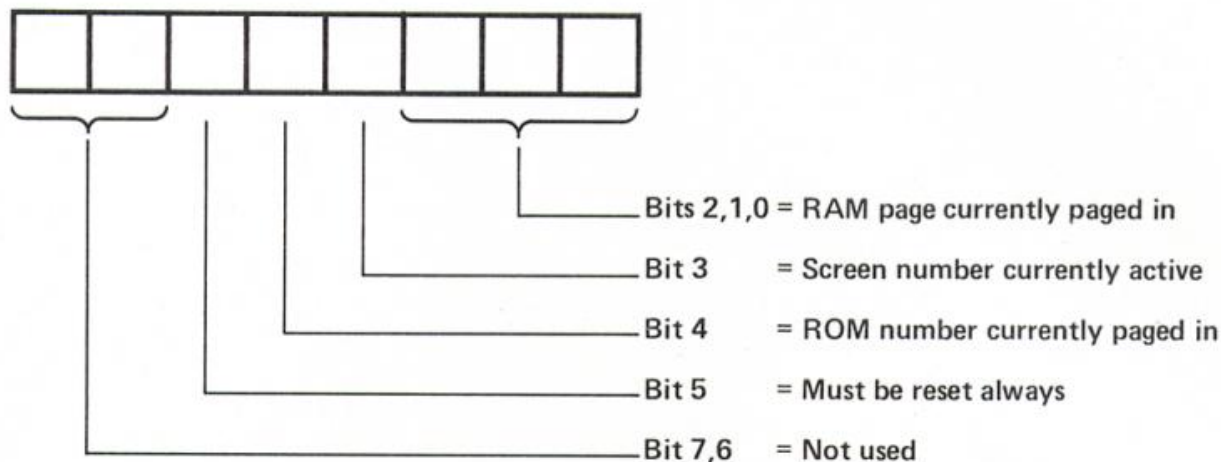 Bits 2,1,0 = RAM page currently paged in
Bit 3 = Screen number currently active
Bit 4 = ROM number currently paged in
Bit 5 = Must be reset always
Bit 7,6 = Not used